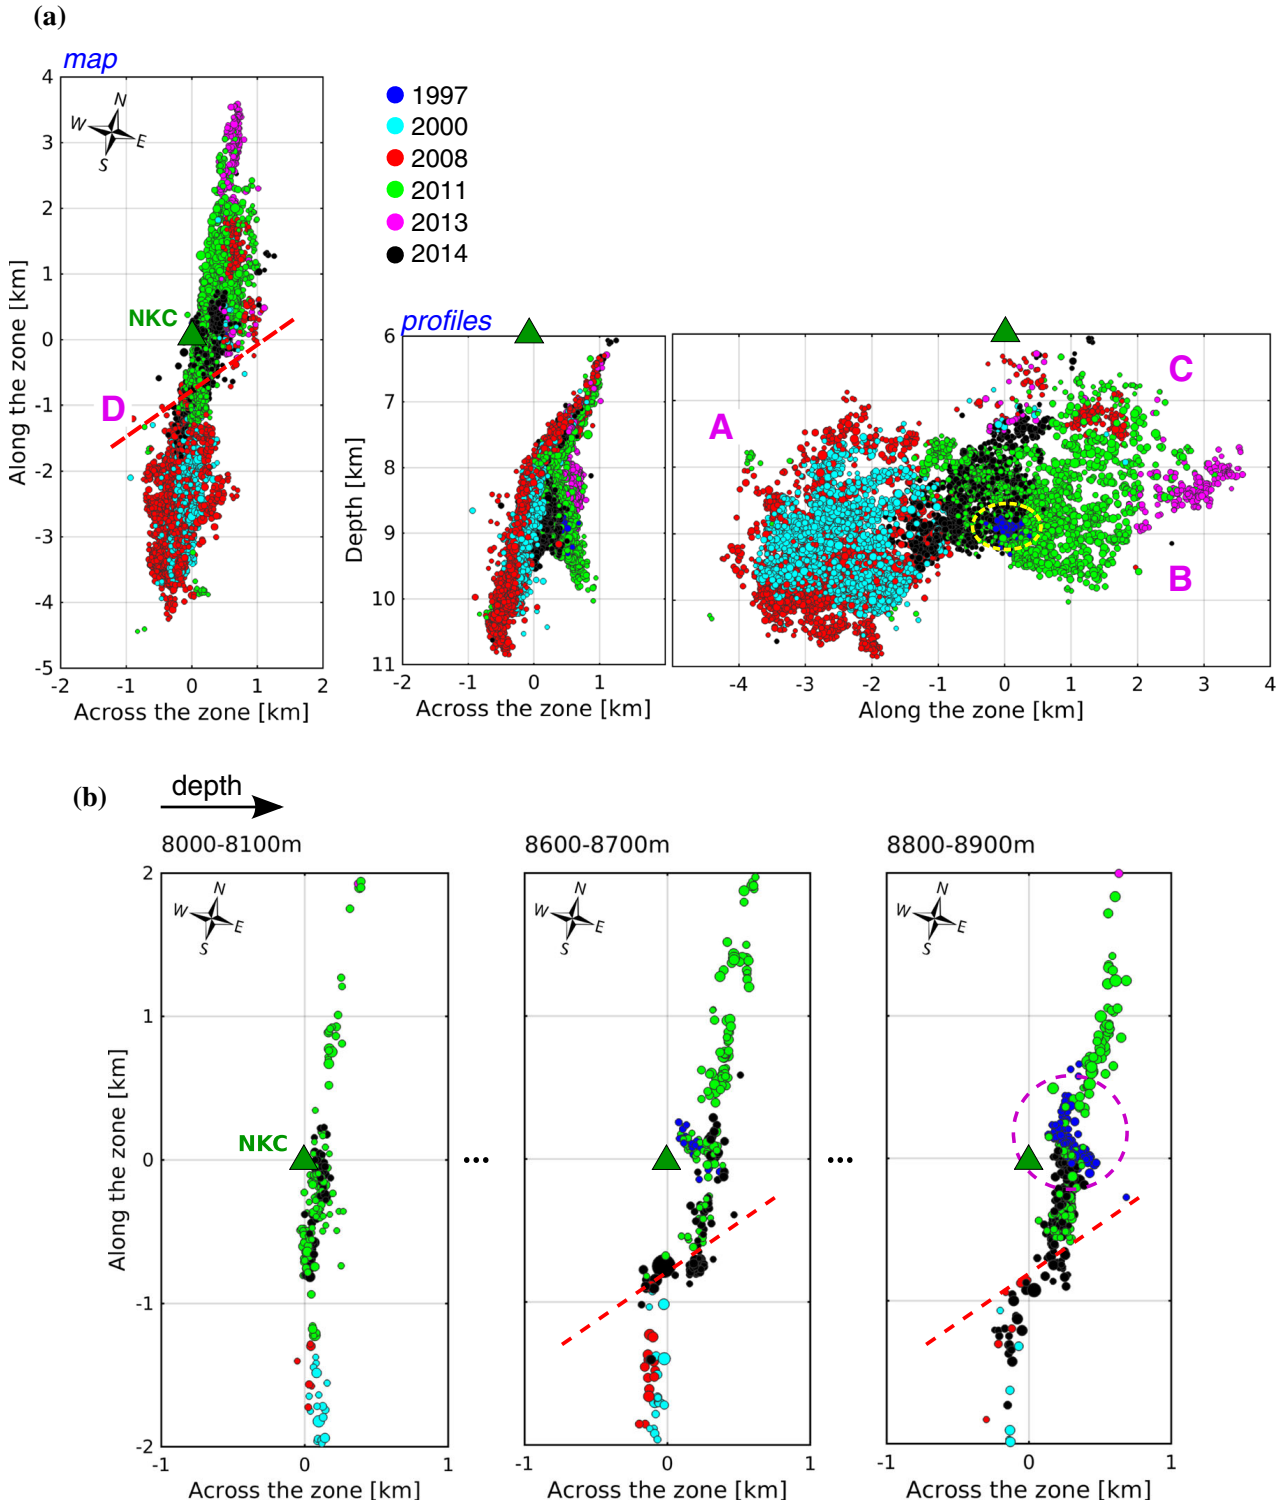 (a)
map
4
3
2
1
0
-1
-2
-3
-4
-5
-2
-1
0
1
2
Along the zone [km]
Across the zone [km]
N
W
E
S
NKC
D
1997
2000
2008
2011
2013
2014
profiles
6
7
8
9
10
11
Depth [km]
-2
-1
0
1
Across the zone [km]
A
C
B
-4
-3
-2
-1
0
1
2
3
4
Along the zone [km]
(b)
depth
8000-8100m
8600-8700m
8800-8900m
2
1
0
-1
-2
Along the zone [km]
N
W
E
S
NKC
-1
0
1
Across the zone [km]
...
N
W
E
S
-1
0
1
Across the zone [km]
...
N
W
E
S
-1
0
1
Across the zone [km]